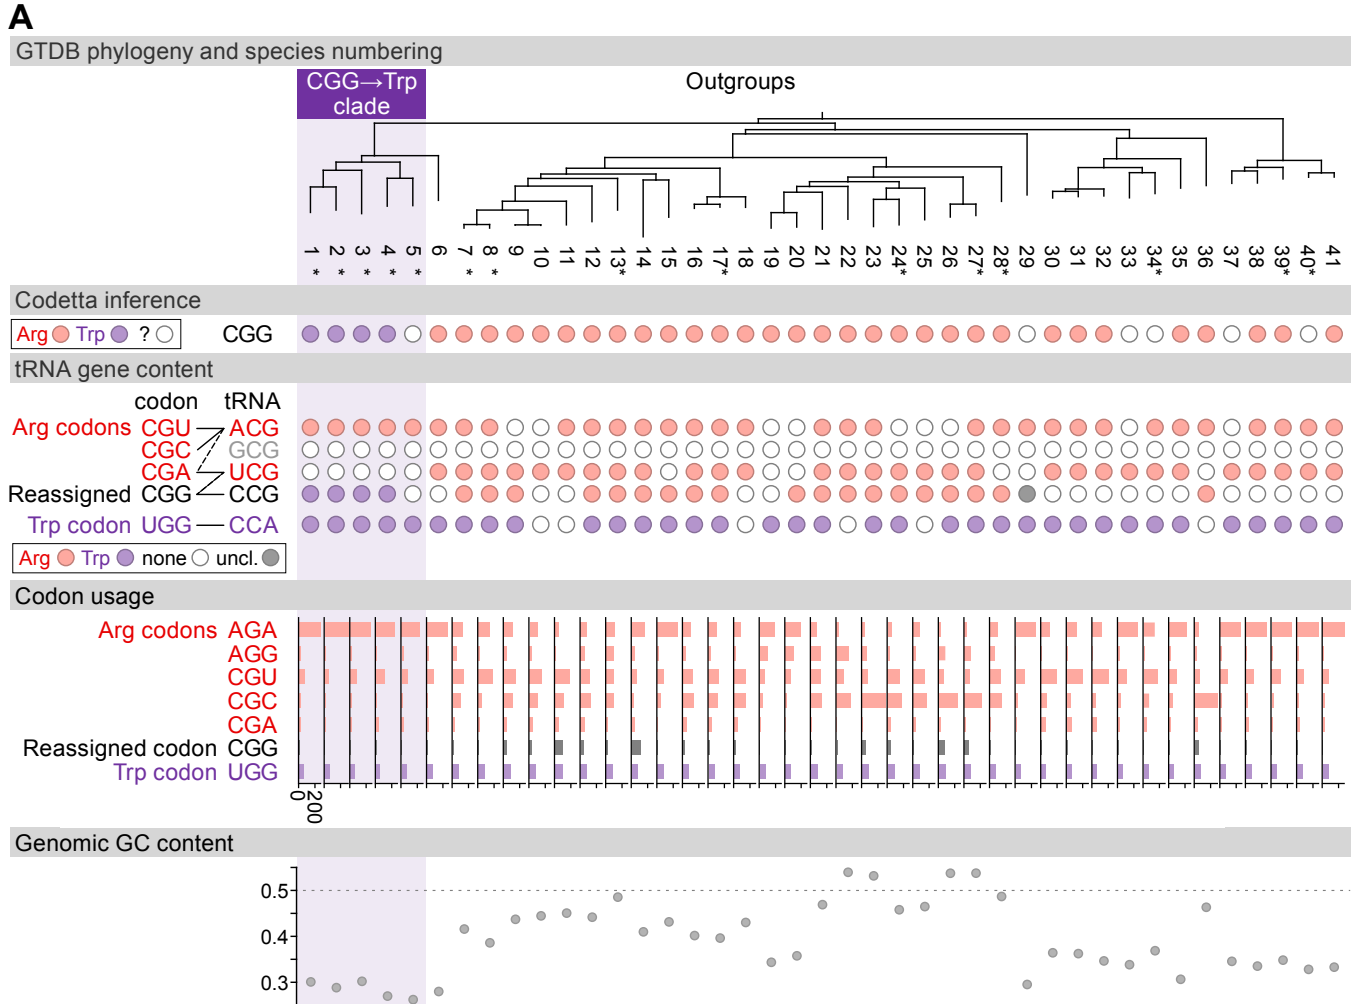 A
GTDB phylogeny and species numbering
CGG→Trp
clade
Outgroups
1* 2* 3* 4* 5* 6 7* 8* 9 10 11 12 13* 14 15 16 17* 18 19 20 21 22 23 24* 25 26 27* 28* 29 30 31 32 33 34* 35 36 37 38 39* 40* 41
Codetta inference
Arg Trp ? CGG
tRNA gene content
codon tRNA
Arg codons CGU ACG
CGC GCG
CGA UCG
Reassigned CGG CCG
Trp codon UGG CCA
Arg Trp none uncl.
Codon usage
Arg codons AGA
AGG
CGU
CGC
CGA
Reassigned codon CGG
Trp codon UGG
0 200
Genomic GC content
0.5
0.4
0.3